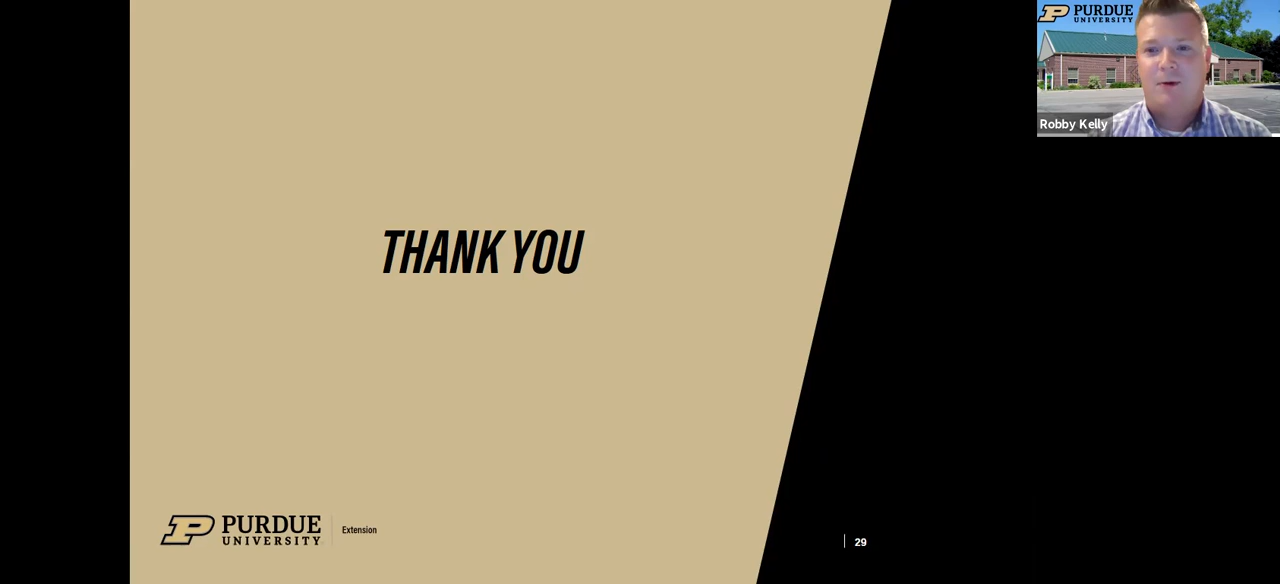 PURDUE
UNIVERSITY
Robby Kelly
THANK YOU
PURDUE
UNIVERSITY
Extension
29